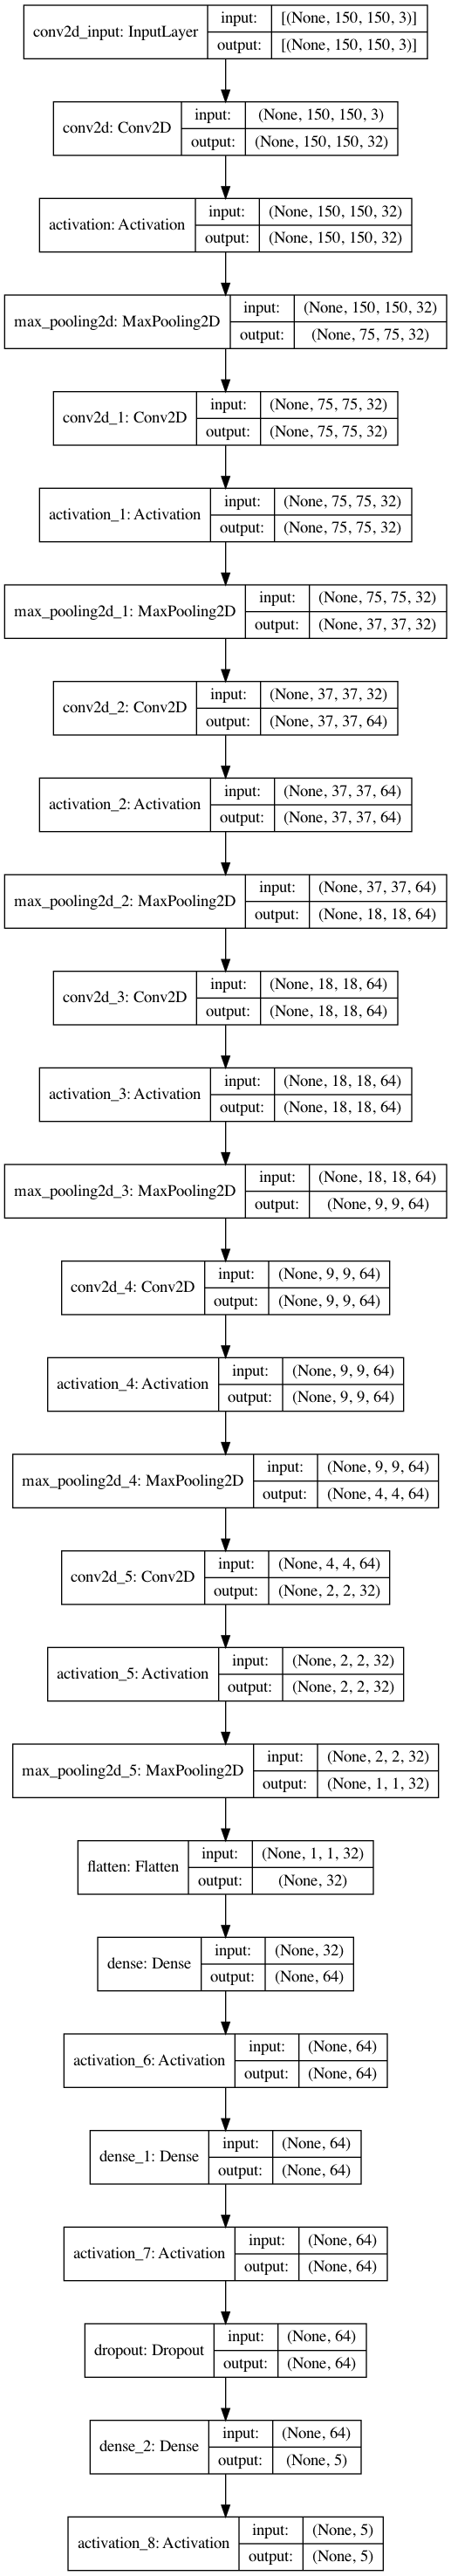 conv2d_input: InputLayer
input:
[(None, 150, 150, 3)]
output:
[(None, 150, 150, 3)]
conv2d: Conv2D
input:
(None, 150, 150, 3)
output:
(None, 150, 150, 32)
activation: Activation
input:
(None, 150, 150, 32)
output:
(None, 150, 150, 32)
max_pooling2d: MaxPooling2D
input:
(None, 150, 150, 32)
output:
(None, 75, 75, 32)
conv2d_1: Conv2D
input:
(None, 75, 75, 32)
output:
(None, 75, 75, 32)
activation_1: Activation
input:
(None, 75, 75, 32)
output:
(None, 75, 75, 32)
max_pooling2d_1: MaxPooling2D
input:
(None, 75, 75, 32)
output:
(None, 37, 37, 32)
conv2d_2: Conv2D
input:
(None, 37, 37, 32)
output:
(None, 37, 37, 64)
activation_2: Activation
input:
(None, 37, 37, 64)
output:
(None, 37, 37, 64)
max_pooling2d_2: MaxPooling2D
input:
(None, 37, 37, 64)
output:
(None, 18, 18, 64)
conv2d_3: Conv2D
input:
(None, 18, 18, 64)
output:
(None, 18, 18, 64)
activation_3: Activation
input:
(None, 18, 18, 64)
output:
(None, 18, 18, 64)
max_pooling2d_3: MaxPooling2D
input:
(None, 18, 18, 64)
output:
(None, 9, 9, 64)
conv2d_4: Conv2D
input:
(None, 9, 9, 64)
output:
(None, 9, 9, 64)
activation_4: Activation
input:
(None, 9, 9, 64)
output:
(None, 9, 9, 64)
max_pooling2d_4: MaxPooling2D
input:
(None, 9, 9, 64)
output:
(None, 4, 4, 64)
conv2d_5: Conv2D
input:
(None, 4, 4, 64)
output:
(None, 2, 2, 32)
activation_5: Activation
input:
(None, 2, 2, 32)
output:
(None, 2, 2, 32)
max_pooling2d_5: MaxPooling2D
input:
(None, 2, 2, 32)
output:
(None, 1, 1, 32)
flatten: Flatten
input:
(None, 1, 1, 32)
output:
(None, 32)
dense: Dense
input:
(None, 32)
output:
(None, 64)
activation_6: Activation
input:
(None, 64)
output:
(None, 64)
dense_1: Dense
input:
(None, 64)
output:
(None, 64)
activation_7: Activation
input:
(None, 64)
output:
(None, 64)
dropout: Dropout
input:
(None, 64)
output:
(None, 64)
dense_2: Dense
input:
(None, 64)
output:
(None, 5)
activation_8: Activation
input:
(None, 5)
output:
(None, 5)